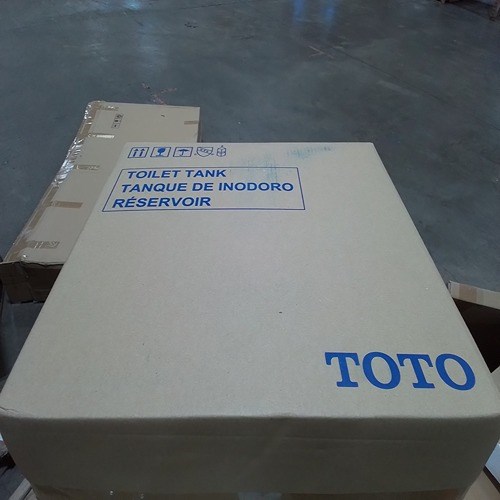 TOILET TANK
TANQUE DE INODORO
RÉSERVOIR
TOTO